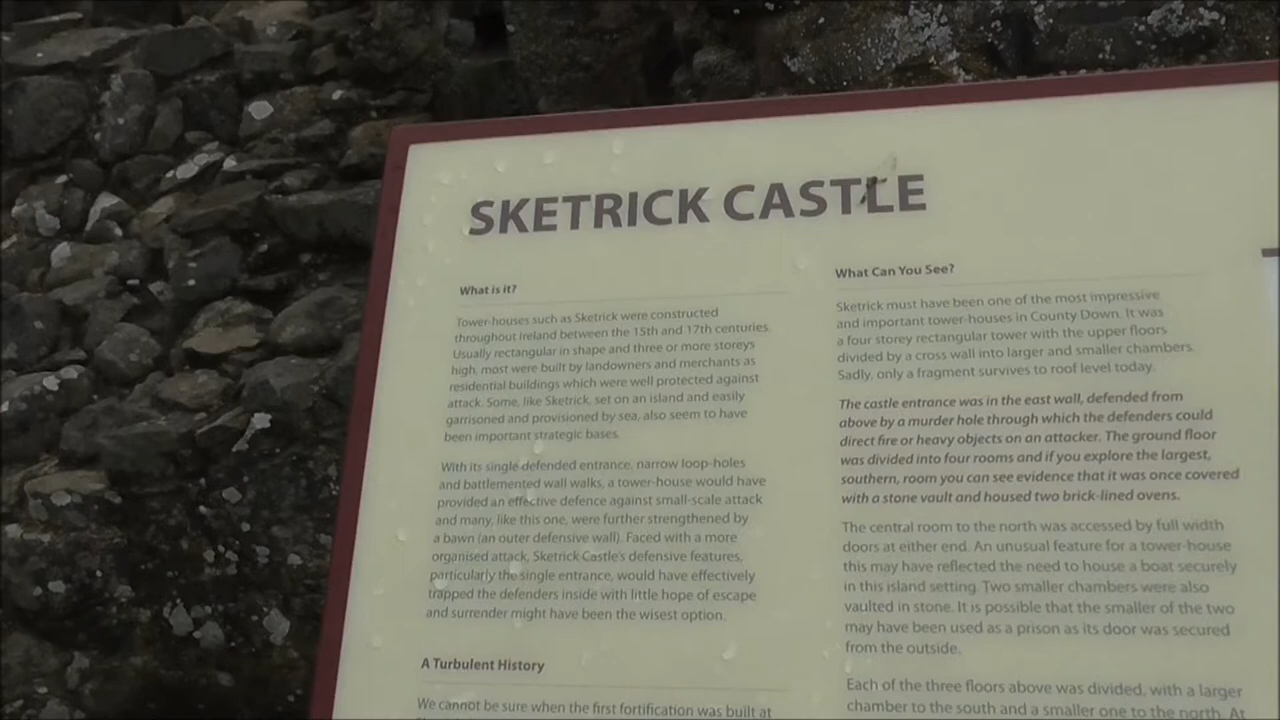 SKETRICK CASTLE
What is it?
Tower-houses such as Sketrick were constructed
throughout Ireland between the 15th and 17th centuries.
Usually rectangular in shape and three or more storeys
high, most were built by landowners and merchants as
residential buildings which were well protected against
attack. Some, like Sketrick, set on an island and easily
garrisoned and provisioned by sea, also seem to have
been important strategic bases.
With its single defended entrance, narrow loop-holes
and battlemented wall walks, a tower-house would have
provided an effective defence against small-scale attack
and many, like this one, were further strengthened by
a bawn (an outer defensive wall). Faced with a more
organised attack, Sketrick Castle's defensive features,
particularly the single entrance, would have effectively
trapped the defenders inside with little hope of escape
and surrender might have been the wisest option.
A Turbulent History
We cannot be sure when the first fortification was built at
What Can You See?
Sketrick must have been one of the most impressive
and important tower-houses in County Down. It was
a four storey rectangular tower with the upper floors
divided by a cross wall into larger and smaller chambers.
Sadly, only a fragment survives to roof level today.
The castle entrance was in the east wall, defended from
above by a murder hole through which the defenders could
direct fire or heavy objects on an attacker. The ground floor
was divided into four rooms and if you explore the largest,
southern, room you can see evidence that it was once covered
with a stone vault and housed two brick-lined ovens.
The central room to the north was accessed by full width
doors at either end. An unusual feature for a tower-house
this may have reflected the need to house a boat securely
in this island setting. Two smaller chambers were also
vaulted in stone. It is possible that the smaller of the two
may have been used as a prison as its door was secured
from the outside.
Each of the three floors above was divided, with a larger
chamber to the south and a smaller one to the north. At